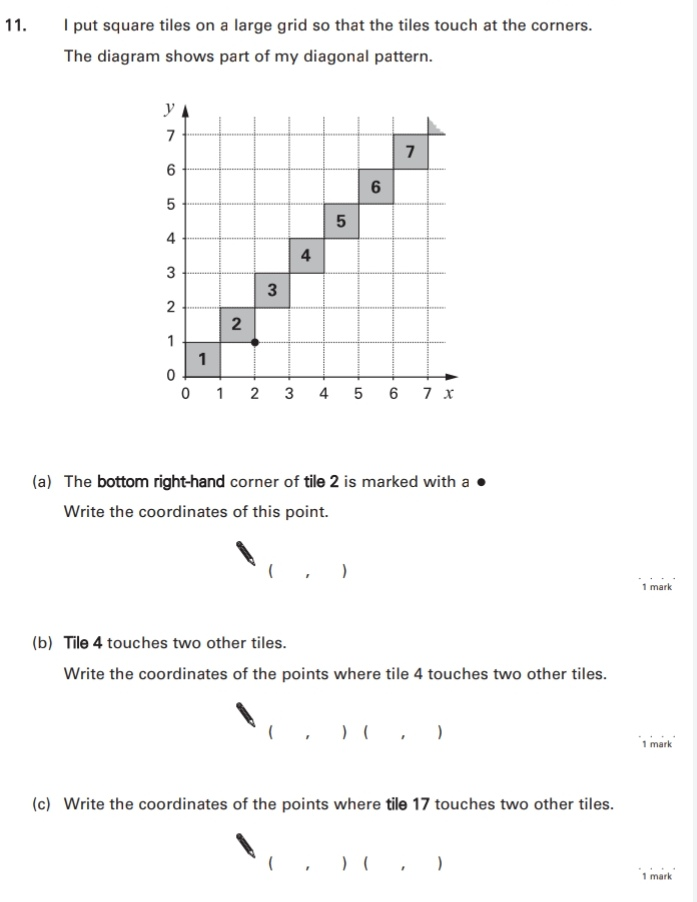 11. I put square tiles on a large grid so that the tiles touch at the corners.
The diagram shows part of my diagonal pattern.
y
7
7
6
6
5
5
4
4
3
3
2
2
1
1
0
0 1 2 3 4 5 6 7 x
(a) The bottom right-hand corner of tile 2 is marked with a ●
Write the coordinates of this point.
( , )
1 mark
(b) Tile 4 touches two other tiles.
Write the coordinates of the points where tile 4 touches two other tiles.
( , ) ( , )
1 mark
(c) Write the coordinates of the points where tile 17 touches two other tiles.
( , ) ( , )
1 mark